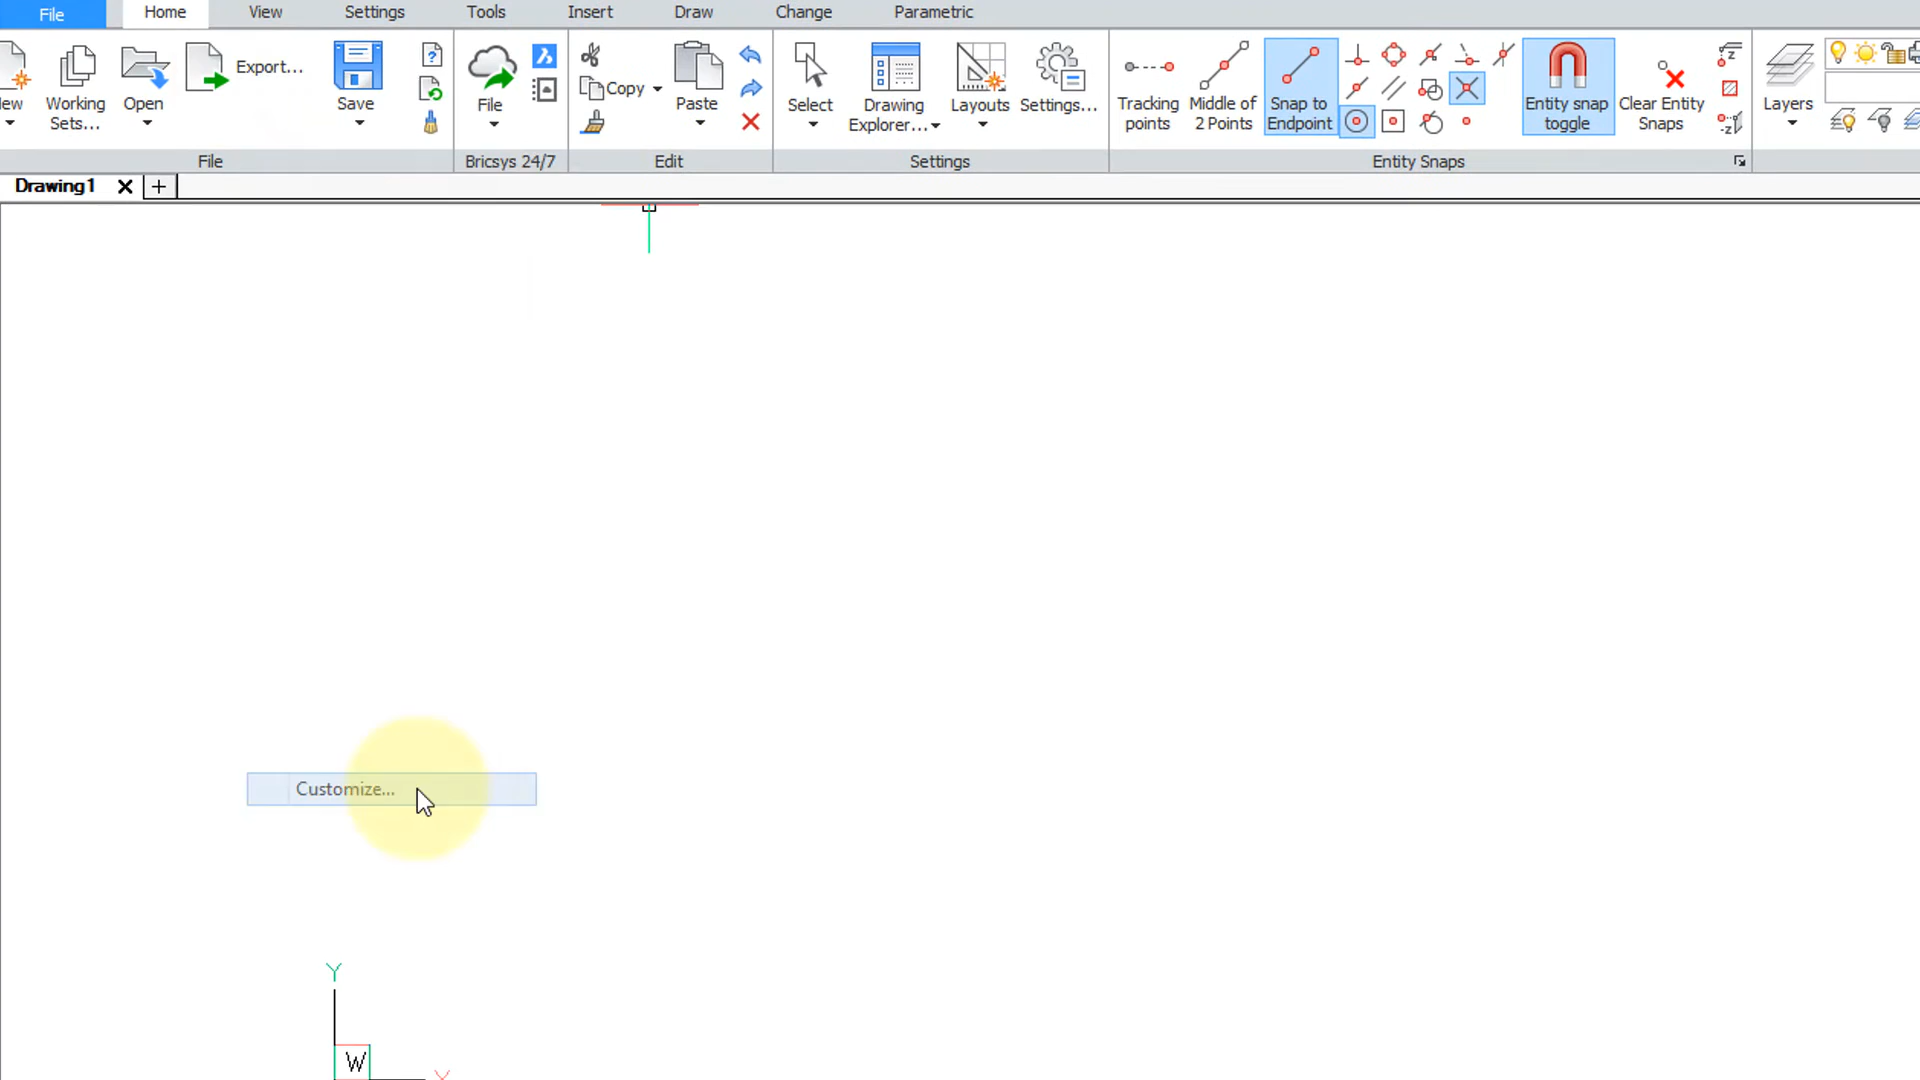 File Home View Settings Tools Insert Draw Change Parametric
Export...
Copy
Working Sets...
Open
Save
File
Paste
Select
Drawing Explorer...
Layouts
Settings...
Tracking points
Middle of 2 Points
Snap to Endpoint
Entity snap toggle
Clear Entity Snaps
Layers
z
-z
File Bricsys 24/7 Edit Settings Entity Snaps
Drawing1
Customize...
Y
W